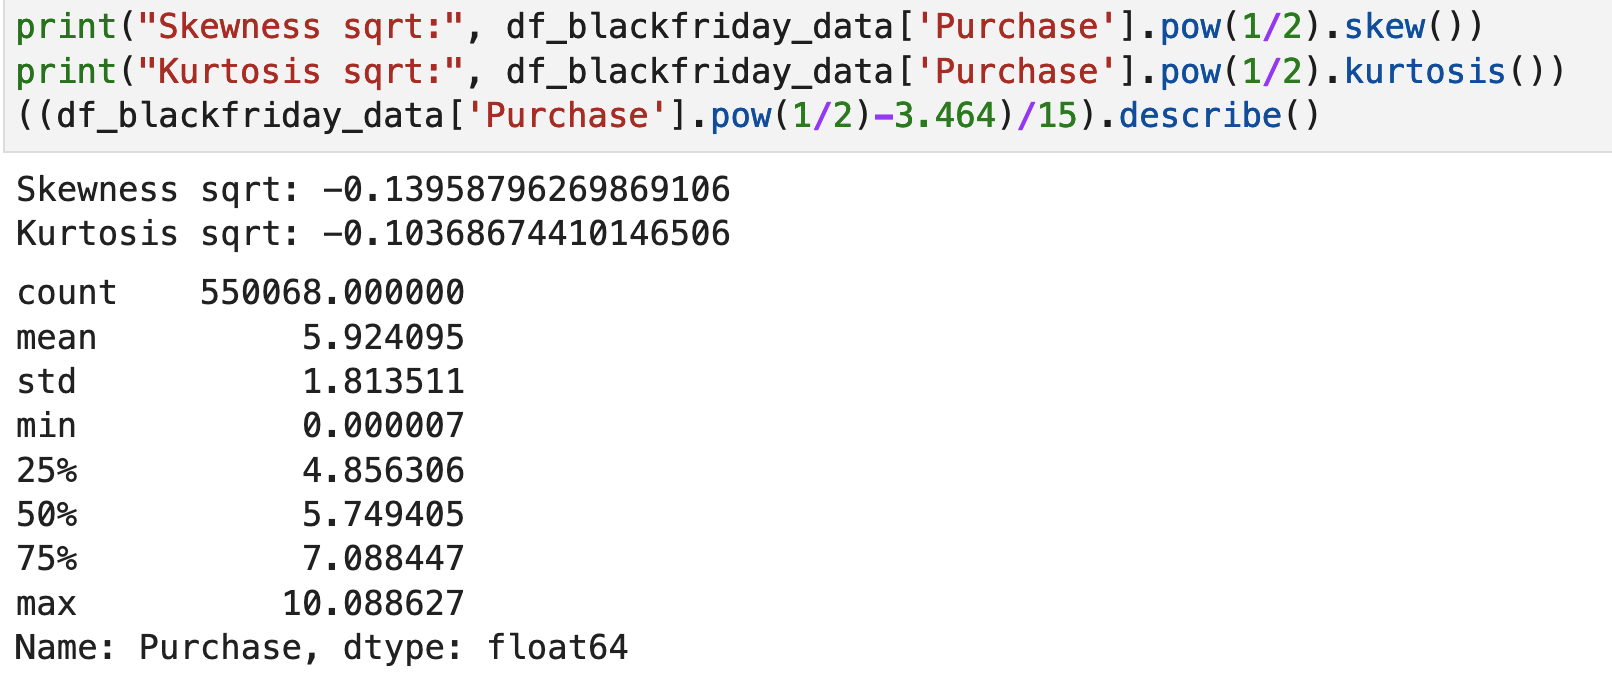 print("Skewness sqrt:", df_blackfriday_data['Purchase'].pow(1/2).skew())
print("Kurtosis sqrt:", df_blackfriday_data['Purchase'].pow(1/2).kurtosis())
((df_blackfriday_data['Purchase'].pow(1/2)-3.464)/15).describe()
Skewness sqrt: -0.13958796269869106
Kurtosis sqrt: -0.10368674410146506
count    550068.000000
mean          5.924095
std           1.813511
min           0.000007
25%           4.856306
50%           5.749405
75%           7.088447
max          10.088627
Name: Purchase, dtype: float64